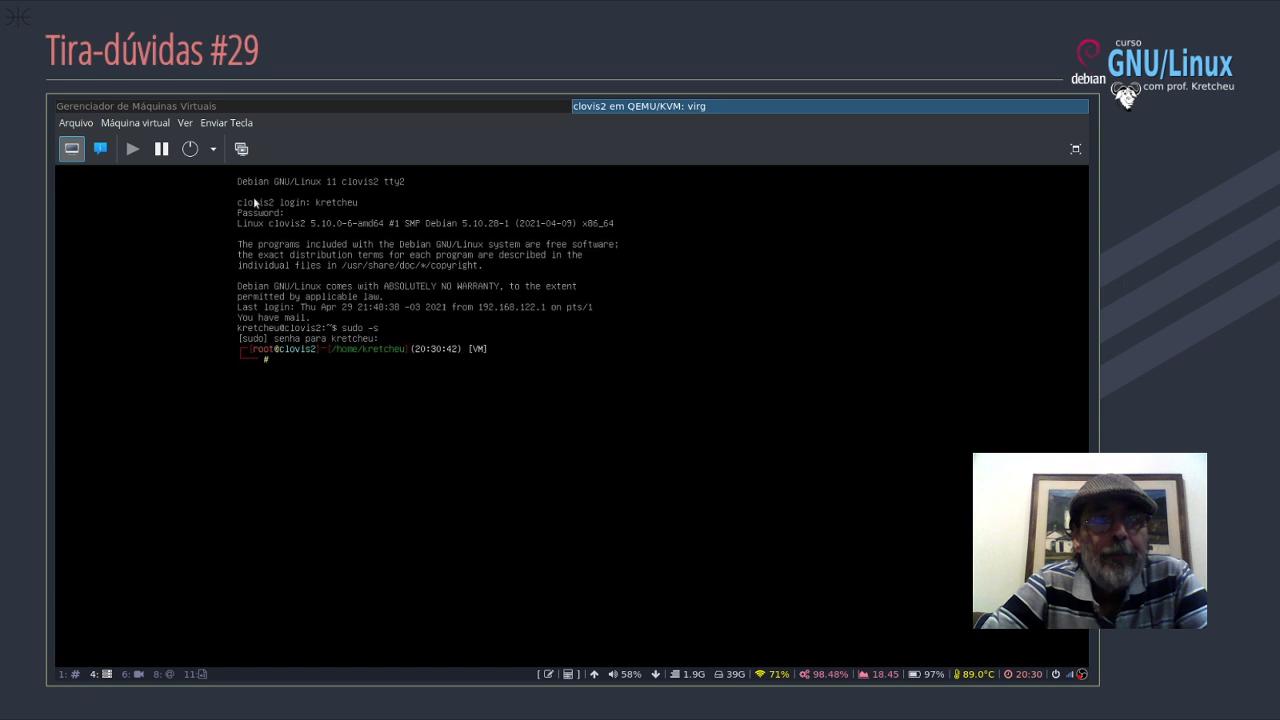 Tira-dúvidas #29
curso
GNU/Linux
debian
com prof. Kretcheu
Gerenciador de Máquinas Virtuais
clovis2 em QEMU/KVM: virg
Arquivo Máquina virtual Ver Enviar Tecla
Debian GNU/Linux 11 clovis2 tty2
clovis2 login: kretcheu
Password:
Linux clovis2 5.10.0-6-amd64 #1 SMP Debian 5.10.28-1 (2021-04-09) x86_64
The programs included with the Debian GNU/Linux system are free software;
the exact distribution terms for each program are described in the
individual files in /usr/share/doc/*/copyright.
Debian GNU/Linux comes with ABSOLUTELY NO WARRANTY, to the extent
permitted by applicable law.
Last login: Thu Apr 29 21:48:38 -03 2021 from 192.168.122.1 on pts/1
You have mail.
kretcheu@clovis2:~$ sudo -s
[sudo] senha para kretcheu:
┌─[root@clovis2]─[/home/kretcheu](20:30:42) [VM]
└── #
1: # 4: 6: 8: @ 11: [ ] 58% 1.9G 39G 71% 98.48% 18.45 97% 89.0°C 20:30